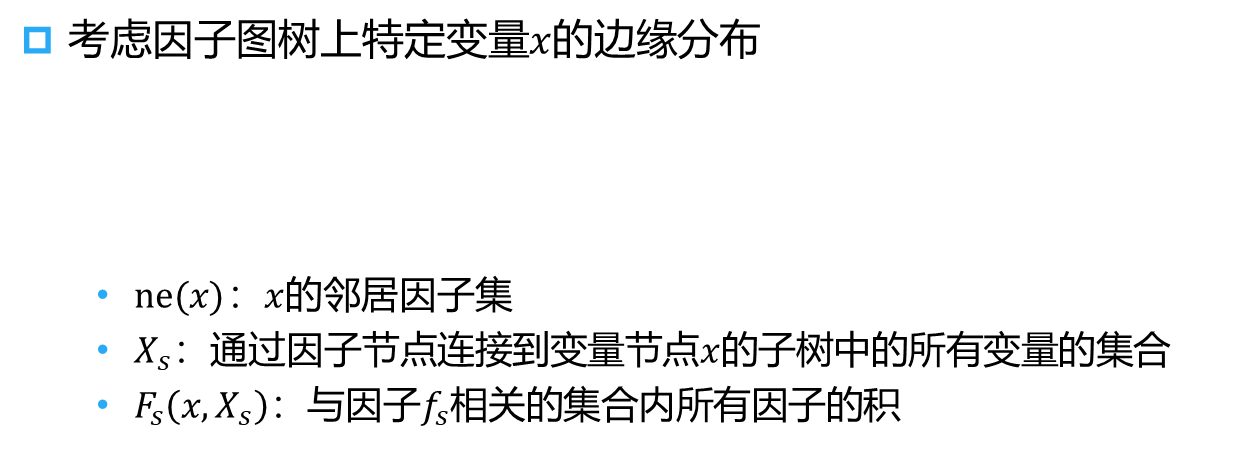 考虑因子图树上特定变量x的边缘分布
• ne(x)：x的邻居因子集
• Xₛ：通过因子节点连接到变量节点x的子树中的所有变量的集合
• Fₛ(x, Xₛ)：与因子fₛ相关的集合内所有因子的积